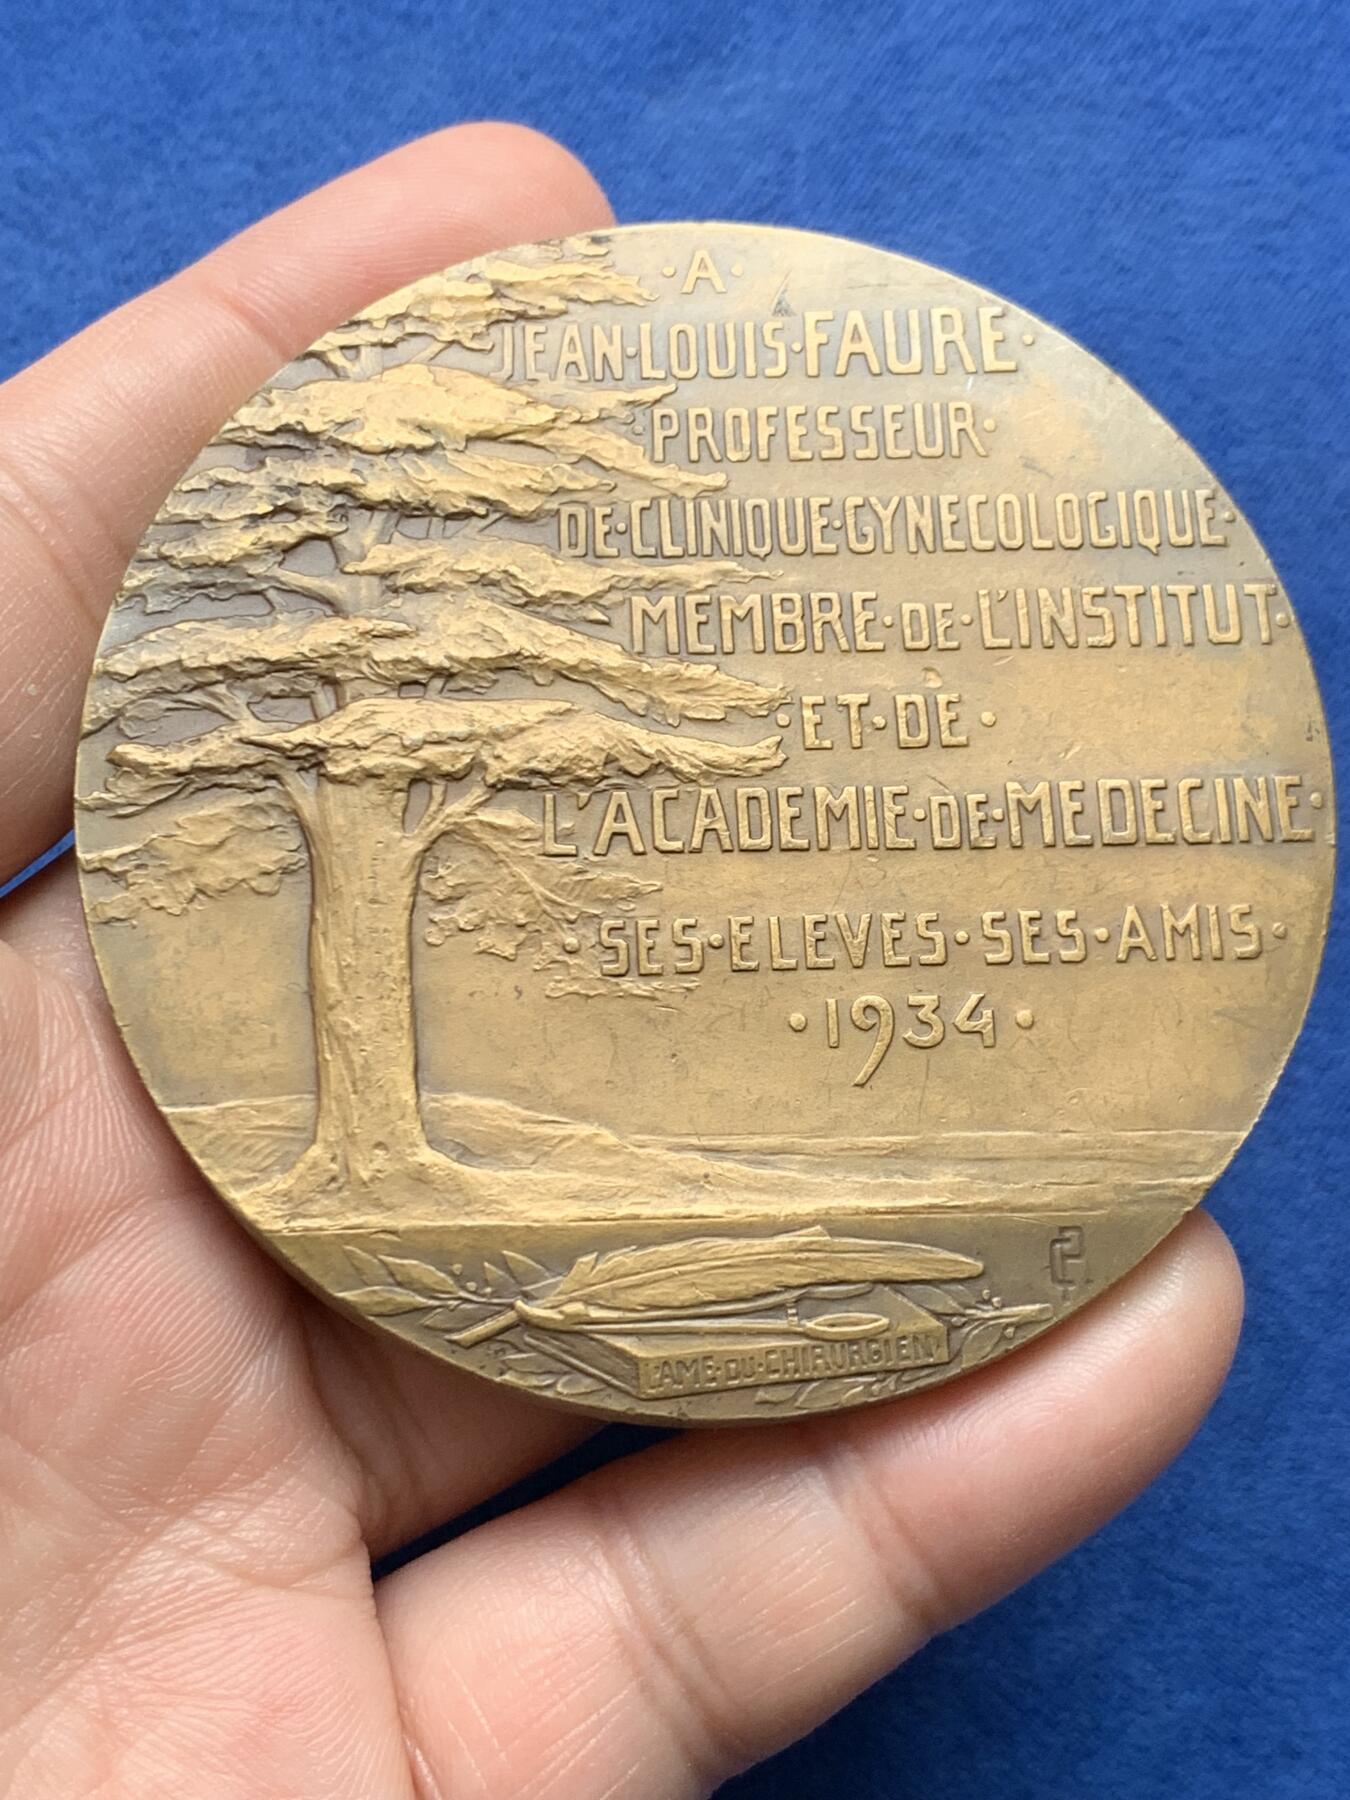 ·A·
JEAN·LOUIS·FAURE·
·PROFESSEUR·
DE·CLINIQUE·GYNECOLOGIQUE·
MEMBRE·DE·L'INSTITUT·
·ET·DE·
L'ACADEMIE·DE·MEDECINE·
·SES·ELEVES·SES·AMIS·
·1934·
L'AME·DU·CHIRURGIEN